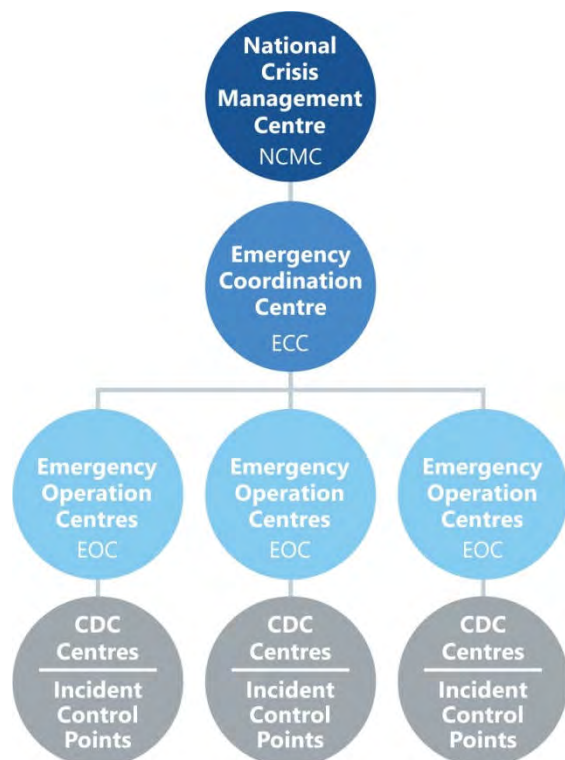 National
Crisis
Management
Centre
NCMC
Emergency
Coordination
Centre
ECC
Emergency
Operation
Centres
EOC
Emergency
Operation
Centres
EOC
Emergency
Operation
Centres
EOC
CDC
Centres
Incident
Control
Points
CDC
Centres
Incident
Control
Points
CDC
Centres
Incident
Control
Points